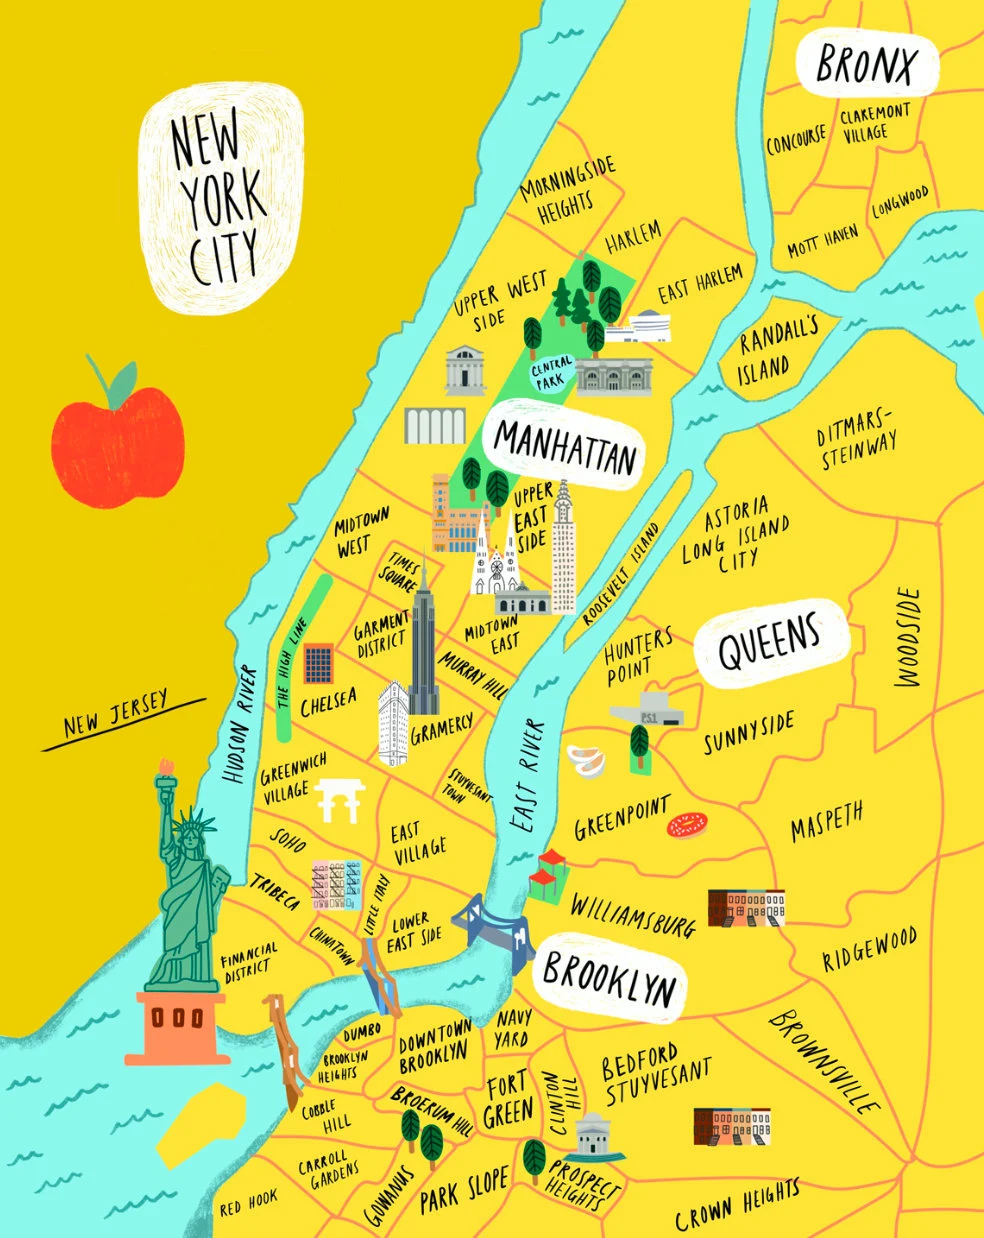 NEW
YORK
CITY
BRONX
CONCOURSE
CLAREMONT
VILLAGE
LONGWOOD
MOTT HAVEN
MORNINGSIDE
HEIGHTS
HARLEM
EAST HARLEM
UPPER WEST
SIDE
RANDALL'S
ISLAND
CENTRAL
PARK
MANHATTAN
DITMARS-
STEINWAY
UPPER
EAST
SIDE
MIDTOWN
WEST
ASTORIA
LONG ISLAND
CITY
ROOSEVELT ISLAND
TIMES
SQUARE
GARMENT
DISTRICT
MIDTOWN
EAST
HUNTERS
POINT
QUEENS
WOODSIDE
THE HIGH LINE
CHELSEA
MURRAY HILL
GRAMERCY
P.S.1
SUNNYSIDE
NEW JERSEY
HUDSON RIVER
EAST RIVER
GREENWICH
VILLAGE
STUYVESANT
TOWN
GREENPOINT
MASPETH
SOHO
EAST
VILLAGE
TRIBECA
LITTLE ITALY
CHINATOWN
LOWER
EAST SIDE
WILLIAMSBURG
RIDGEWOOD
FINANCIAL
DISTRICT
BROOKLYN
DUMBO
BROOKLYN
HEIGHTS
DOWNTOWN
BROOKLYN
NAVY
YARD
BEDFORD
STUYVESANT
BROWNSVILLE
FORT
GREEN
CLINTON
HILL
COBBLE
HILL
BROERUM HILL
CARROLL
GARDENS
GOWANUS
PARK SLOPE
PROSPECT
HEIGHTS
RED HOOK
CROWN HEIGHTS